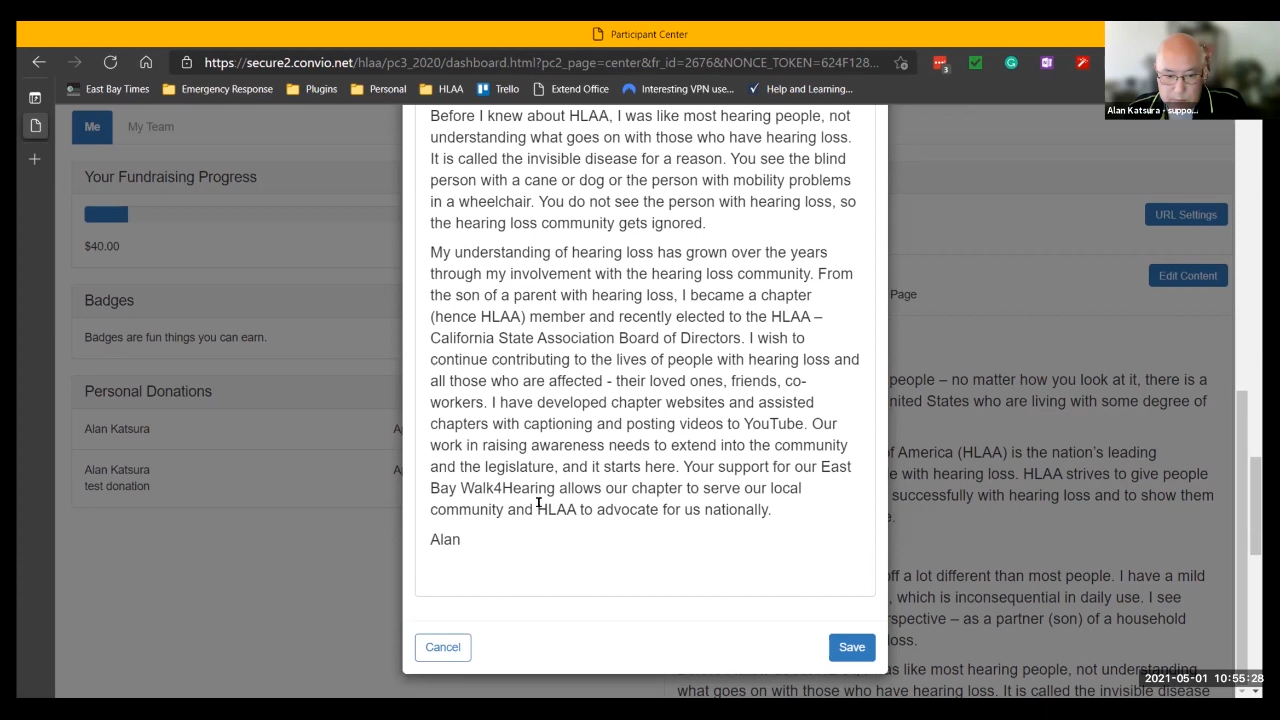 Participant Center
https://secure2.convio.net/hlaa/pc3_2020/dashboard.html?pc2_page=center&fr_id=2676&NONCE_TOKEN=624F128...
3
East Bay Times
Emergency Response
Plugins
Personal
HLAA
Trello
Extend Office
Interesting VPN use...
Help and Learning...
Alan Katsura - suppo...
Me
My Team
Your Fundraising Progress
$40.00
Badges
Badges are fun things you can earn.
Personal Donations
Alan Katsura
Ap
Alan Katsura
test donation
Ap
Before I knew about HLAA, I was like most hearing people, not
understanding what goes on with those who have hearing loss.
It is called the invisible disease for a reason. You see the blind
person with a cane or dog or the person with mobility problems
in a wheelchair. You do not see the person with hearing loss, so
the hearing loss community gets ignored.
My understanding of hearing loss has grown over the years
through my involvement with the hearing loss community. From
the son of a parent with hearing loss, I became a chapter
(hence HLAA) member and recently elected to the HLAA –
California State Association Board of Directors. I wish to
continue contributing to the lives of people with hearing loss and
all those who are affected - their loved ones, friends, co-
workers. I have developed chapter websites and assisted
chapters with captioning and posting videos to YouTube. Our
work in raising awareness needs to extend into the community
and the legislature, and it starts here. Your support for our East
Bay Walk4Hearing allows our chapter to serve our local
community and HLAA to advocate for us nationally.
Alan
Cancel
Save
URL Settings
Edit Content
Page
people – no matter how you look at it, there is a
nited States who are living with some degree of
of America (HLAA) is the nation's leading
e with hearing loss. HLAA strives to give people
successfully with hearing loss and to show them
e.
off a lot different than most people. I have a mild
, which is inconsequential in daily use. I see
rspective – as a partner (son) of a household
loss.
as like most hearing people, not understanding
what goes on with those who have hearing loss. It is called the invisible disease
2021-05-01 10:55:28